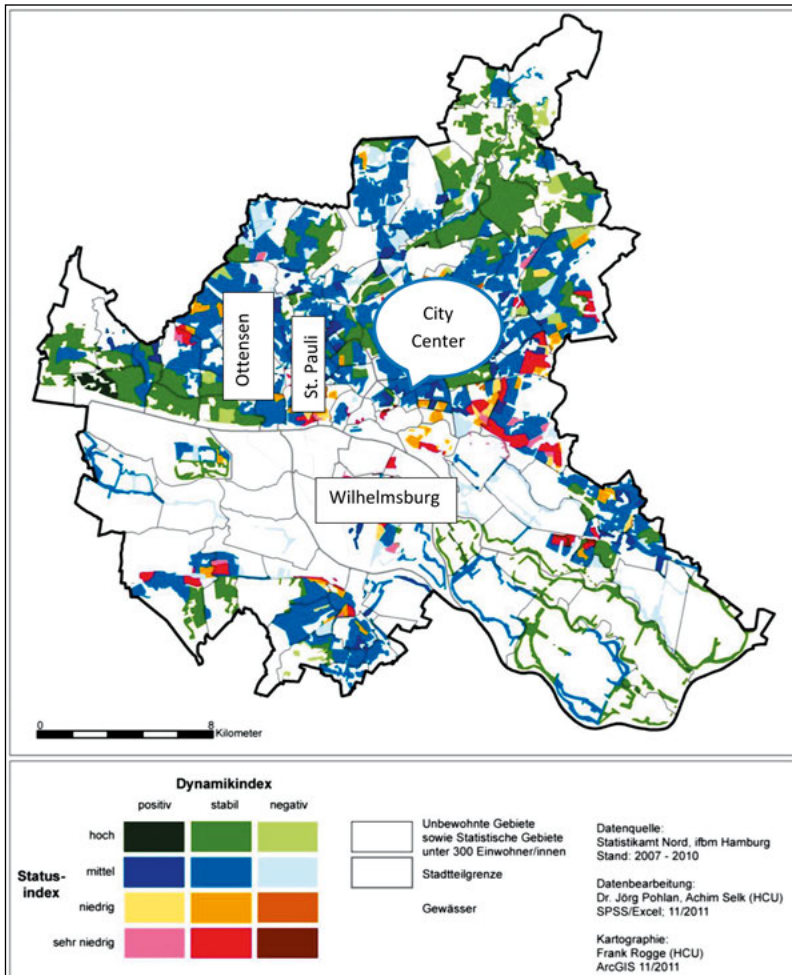 City
Center
Ottensen
St. Pauli
Wilhelmsburg
0 8
Kilometer
Dynamikindex
positiv stabil negativ
Status-
index
hoch
mittel
niedrig
sehr niedrig
Unbewohnte Gebiete
sowie Statistische Gebiete
unter 300 Einwohner/innen
Stadtteilgrenze
Gewässer
Datenquelle:
Statistikamt Nord, ifbm Hamburg
Stand: 2007 - 2010
Datenbearbeitung:
Dr. Jörg Pohlan, Achim Selk (HCU)
SPSS/Excel; 11/2011
Kartographie:
Frank Rogge (HCU)
ArcGIS 11/2011